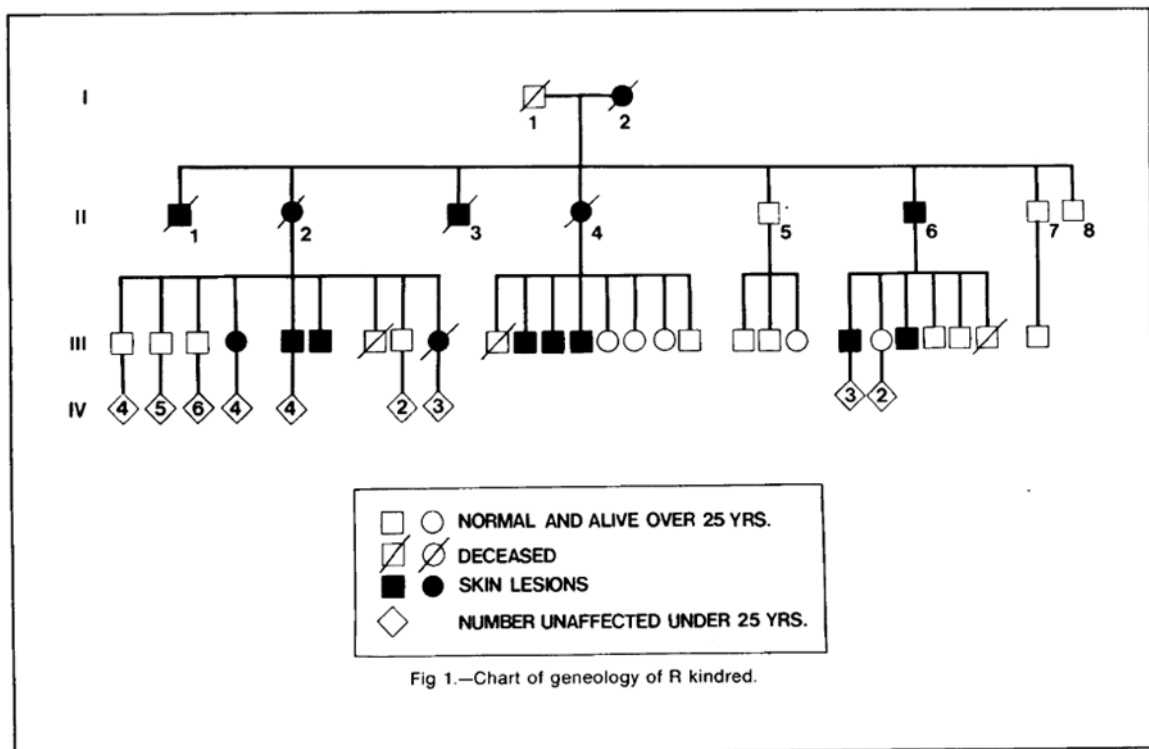 I
1 2
II
1 2 3 4 5 6 7 8
III
IV
4 5 6 4 4 2 3 3 2
NORMAL AND ALIVE OVER 25 YRS.
DECEASED
SKIN LESIONS
NUMBER UNAFFECTED UNDER 25 YRS.
Fig 1.—Chart of geneology of R kindred.